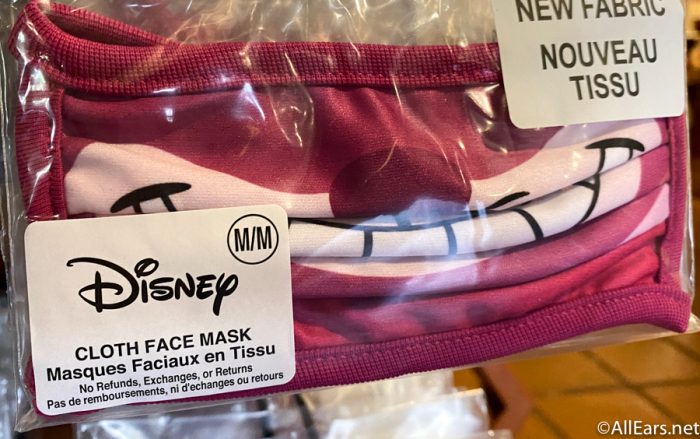 NEW FABRIC
NOUVEAU
TISSU
M/M
DISNEY
CLOTH FACE MASK
Masques Faciaux en Tissu
No Refunds, Exchanges, or Returns
Pas de remboursements, ni d'echanges ou retours
©AllEars.net